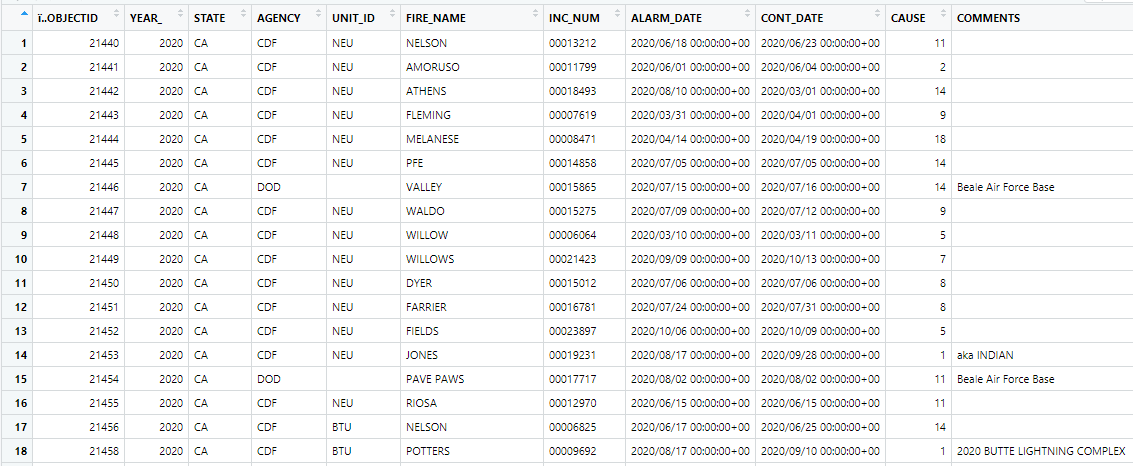 ï..OBJECTID YEAR_ STATE AGENCY UNIT_ID FIRE_NAME INC_NUM ALARM_DATE CONT_DATE CAUSE COMMENTS
1 21440 2020 CA CDF NEU NELSON 00013212 2020/06/18 00:00:00+00 2020/06/23 00:00:00+00 11
2 21441 2020 CA CDF NEU AMORUSO 00011799 2020/06/01 00:00:00+00 2020/06/04 00:00:00+00 2
3 21442 2020 CA CDF NEU ATHENS 00018493 2020/08/10 00:00:00+00 2020/03/01 00:00:00+00 14
4 21443 2020 CA CDF NEU FLEMING 00007619 2020/03/31 00:00:00+00 2020/04/01 00:00:00+00 9
5 21444 2020 CA CDF NEU MELANESE 00008471 2020/04/14 00:00:00+00 2020/04/19 00:00:00+00 18
6 21445 2020 CA CDF NEU PFE 00014858 2020/07/05 00:00:00+00 2020/07/05 00:00:00+00 14
7 21446 2020 CA DOD VALLEY 00015865 2020/07/15 00:00:00+00 2020/07/16 00:00:00+00 14 Beale Air Force Base
8 21447 2020 CA CDF NEU WALDO 00015275 2020/07/09 00:00:00+00 2020/07/12 00:00:00+00 9
9 21448 2020 CA CDF NEU WILLOW 00006064 2020/03/10 00:00:00+00 2020/03/11 00:00:00+00 5
10 21449 2020 CA CDF NEU WILLOWS 00021423 2020/09/09 00:00:00+00 2020/10/13 00:00:00+00 7
11 21450 2020 CA CDF NEU DYER 00015012 2020/07/06 00:00:00+00 2020/07/06 00:00:00+00 8
12 21451 2020 CA CDF NEU FARRIER 00016781 2020/07/24 00:00:00+00 2020/07/31 00:00:00+00 8
13 21452 2020 CA CDF NEU FIELDS 00023897 2020/10/06 00:00:00+00 2020/10/09 00:00:00+00 5
14 21453 2020 CA CDF NEU JONES 00019231 2020/08/17 00:00:00+00 2020/09/28 00:00:00+00 1 aka INDIAN
15 21454 2020 CA DOD PAVE PAWS 00017717 2020/08/02 00:00:00+00 2020/08/02 00:00:00+00 11 Beale Air Force Base
16 21455 2020 CA CDF NEU RIOSA 00012970 2020/06/15 00:00:00+00 2020/06/15 00:00:00+00 11
17 21456 2020 CA CDF BTU NELSON 00006825 2020/06/17 00:00:00+00 2020/06/25 00:00:00+00 14
18 21458 2020 CA CDF BTU POTTERS 00009692 2020/08/17 00:00:00+00 2020/09/10 00:00:00+00 1 2020 BUTTE LIGHTNING COMPLEX